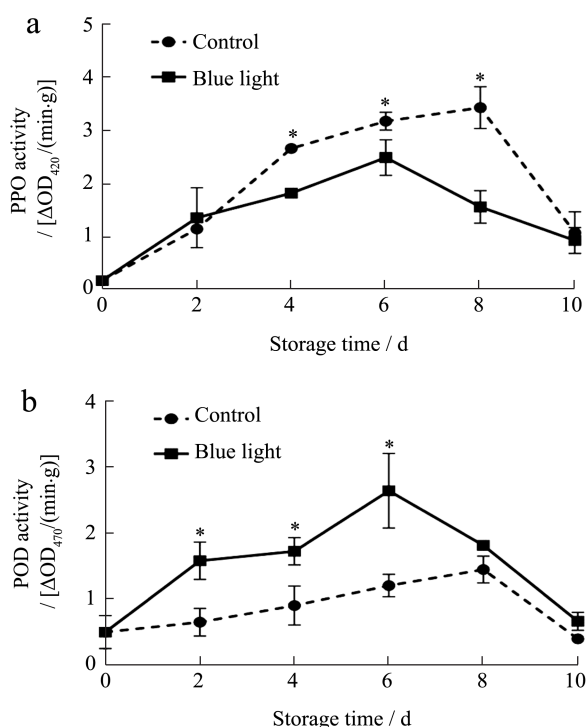 a
5
4
3
2
1
0
PPO activity
/ [ΔOD₄₂₀/(min·g)]
Control
Blue light
* * *
0 2 4 6 8 10
Storage time / d
b
4
3
2
1
0
POD activity
/ [ΔOD₄₇₀/(min·g)]
Control
Blue light
* * *
0 2 4 6 8 10
Storage time / d